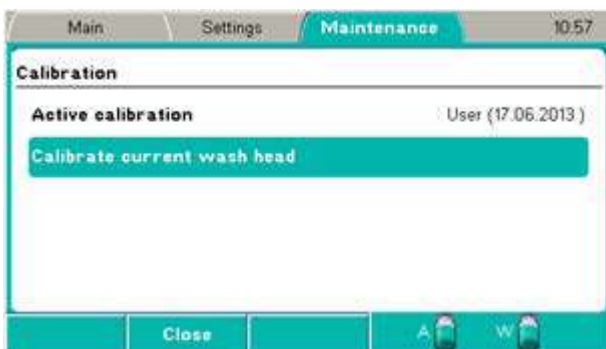 Main Settings Maintenance 10:57
Calibration
Active calibration User (17.06.2013 )
Calibrate current wash head
Close A W